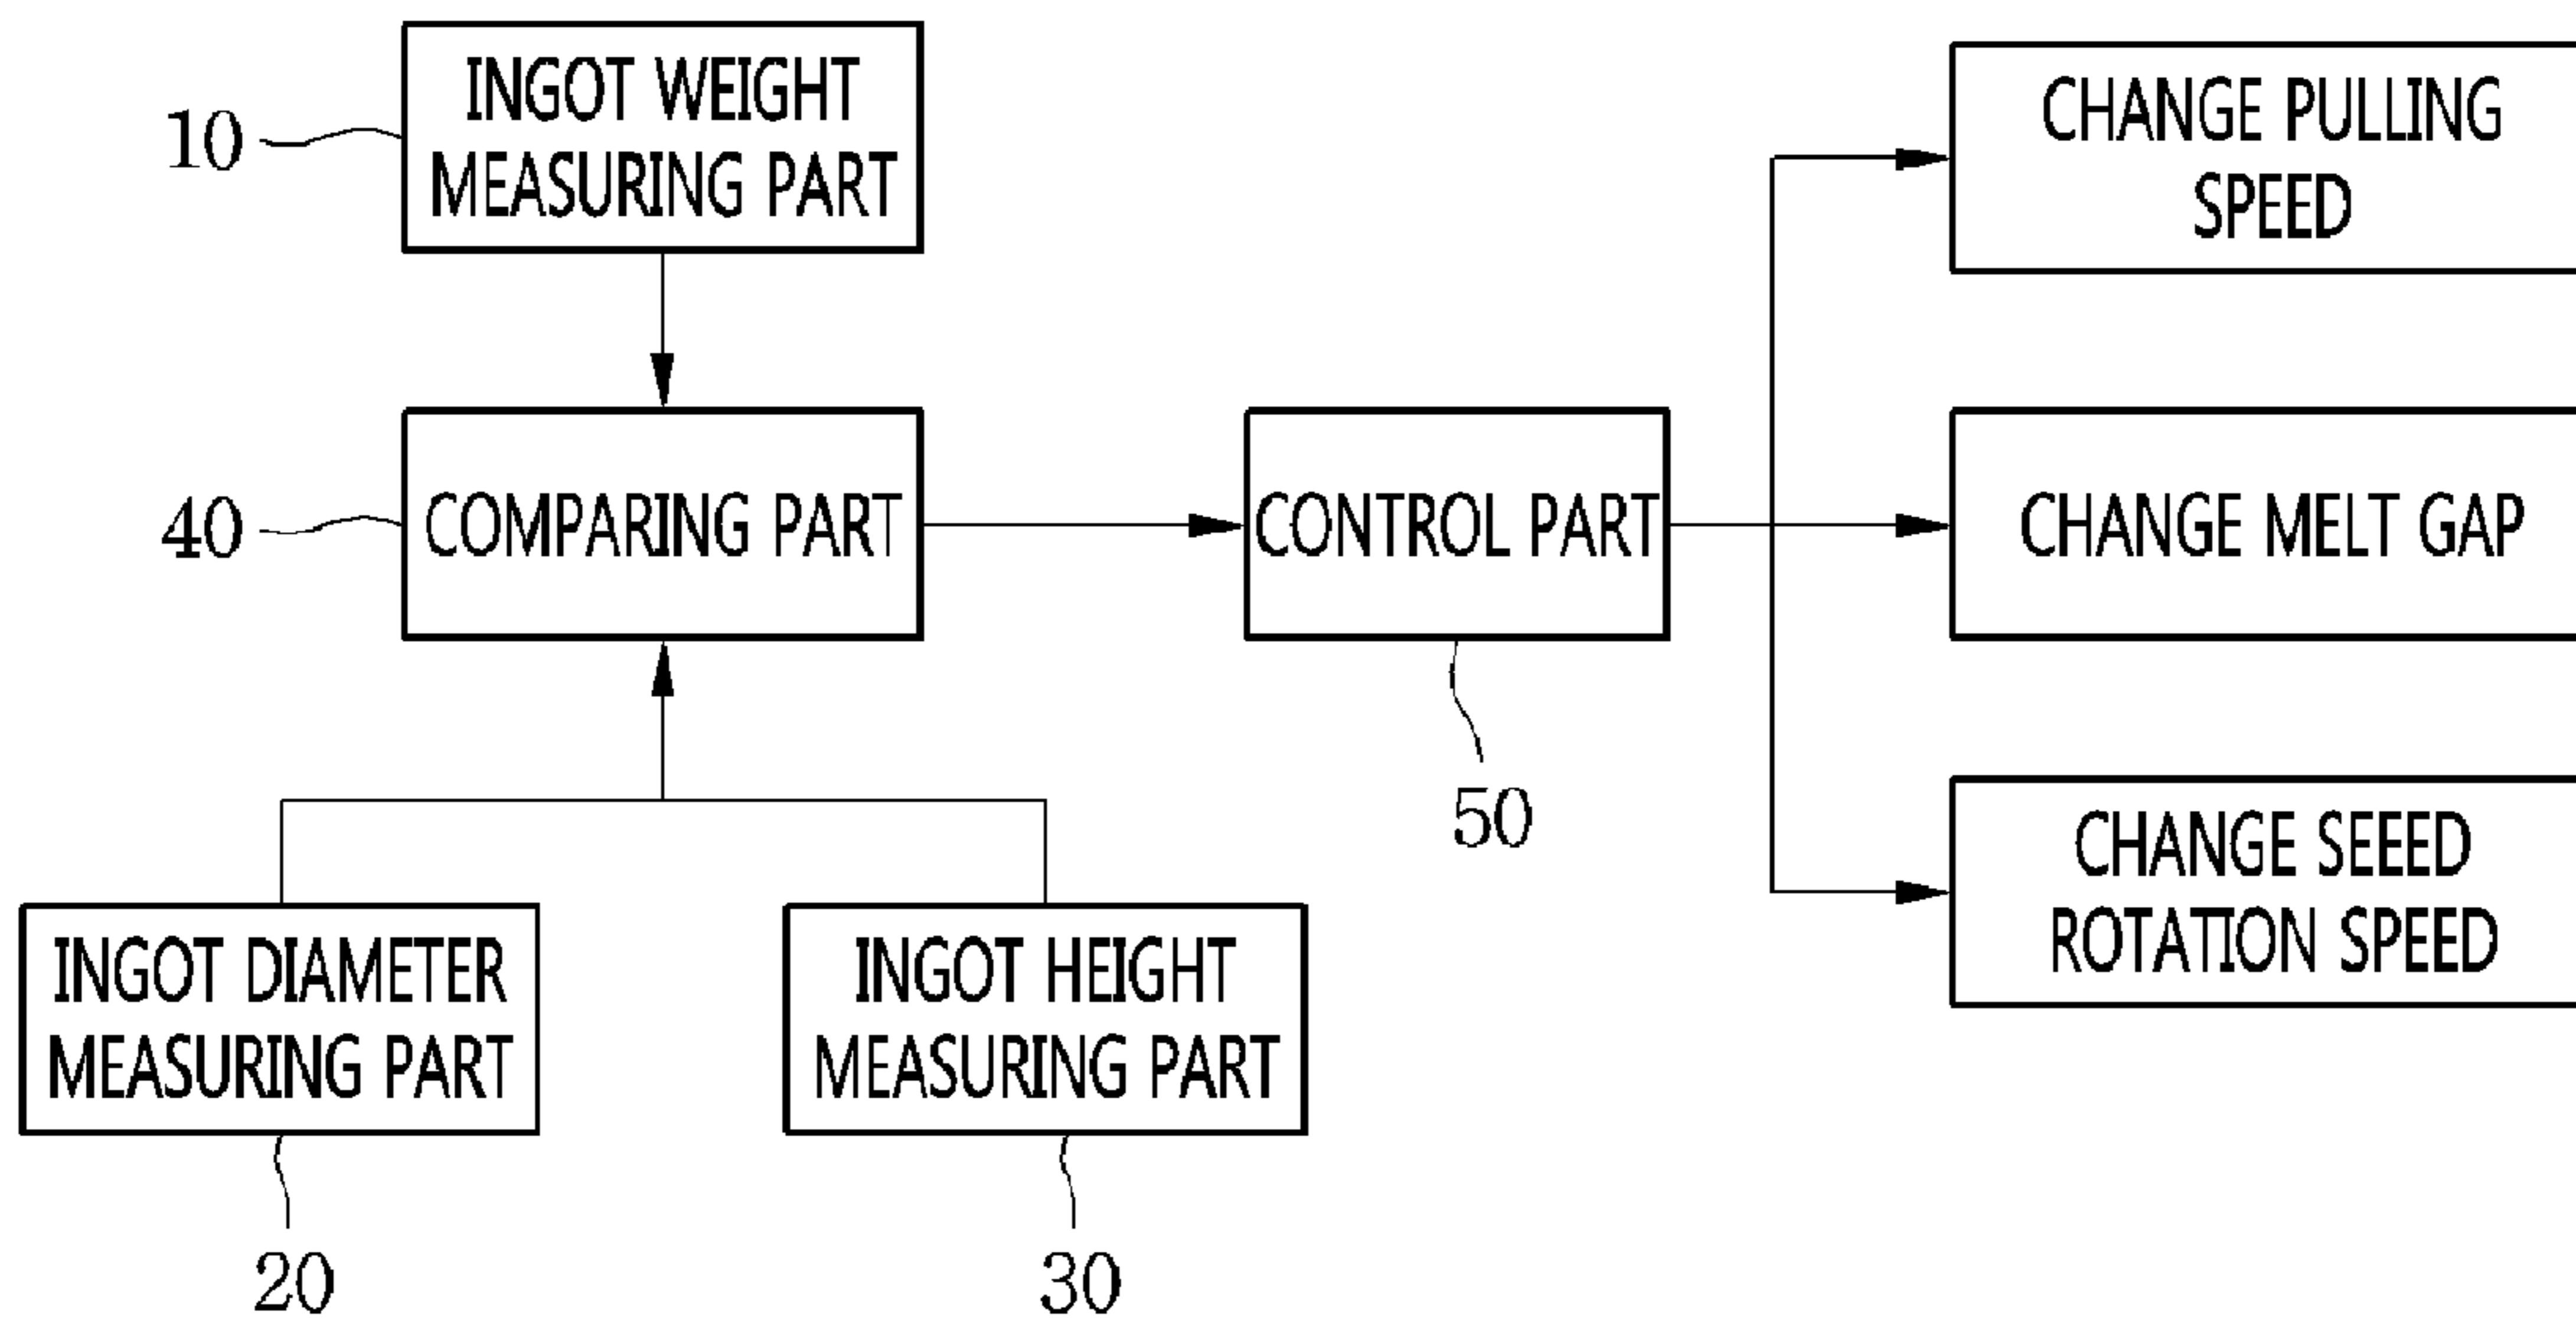 INGOT WEIGHT
MEASURING PART
10
CHANGE PULLING
SPEED
40
COMPARING PART
CONTROL PART
CHANGE MELT GAP
50
CHANGE SEEED
ROTATION SPEED
INGOT DIAMETER
MEASURING PART
INGOT HEIGHT
MEASURING PART
20
30